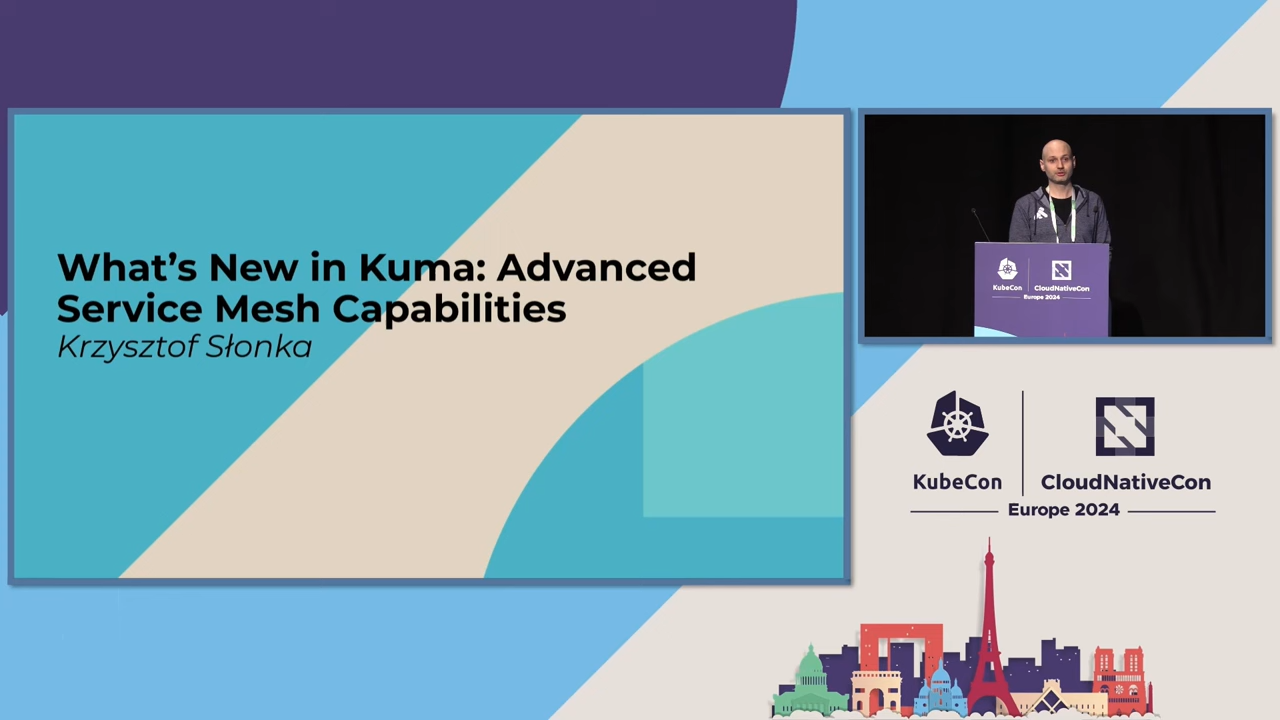 What's New in Kuma: Advanced
Service Mesh Capabilities
Krzysztof Słonka
KubeCon
CloudNativeCon
Europe 2024
KubeCon
CloudNativeCon
Europe 2024